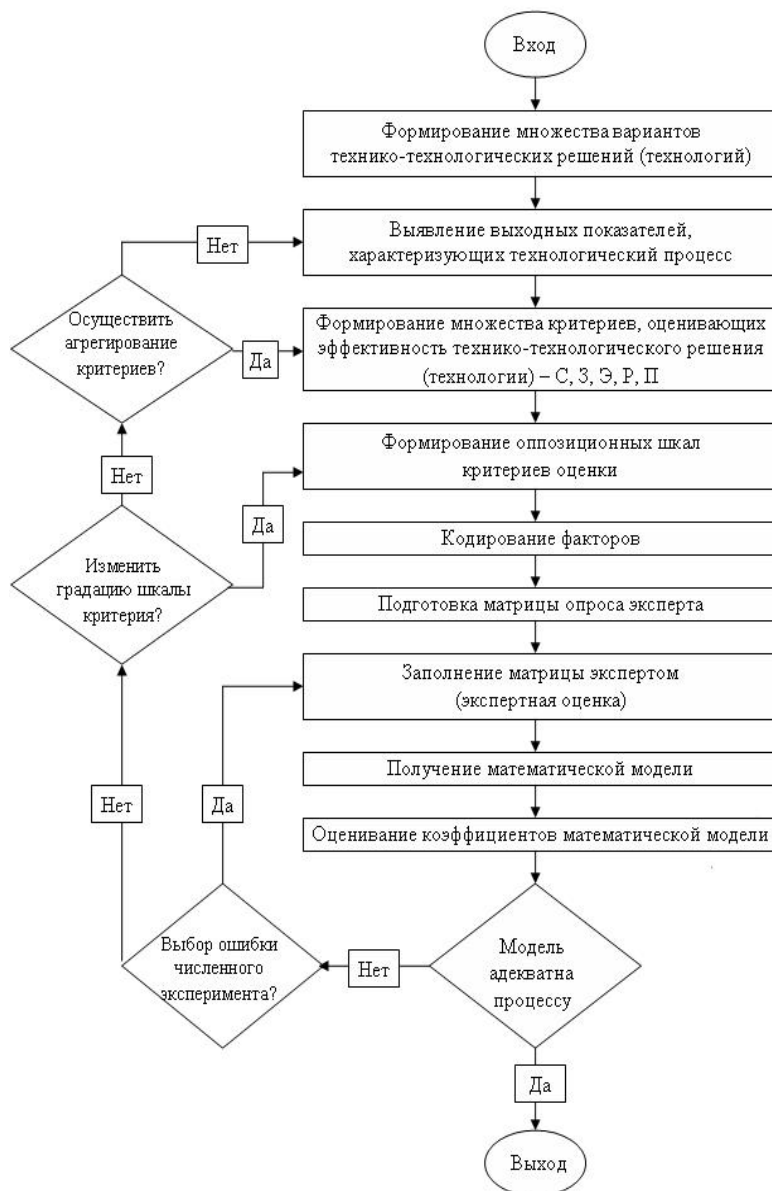 Вход
Формирование множества вариантов
технико-технологических решений (технологий)
Нет
Выявление выходных показателей,
характеризующих технологический процесс
Осуществить
агрегирование
критериев?
Да
Формирование множества критериев, оценивающих
эффективность технико-технологического решения
(технологии) – С, З, Э, Р, П
Нет
Формирование оппозиционных шкал
критериев оценки
Да
Изменить
градацию шкалы
критерия?
Кодирование факторов
Подготовка матрицы опроса эксперта
Заполнение матрицы экспертом
(экспертная оценка)
Получение математической модели
Нет
Да
Оценивание коэффициентов математической модели
Выбор ошибки
численного
эксперимента?
Нет
Модель
адекватна
процессу
Да
Выход